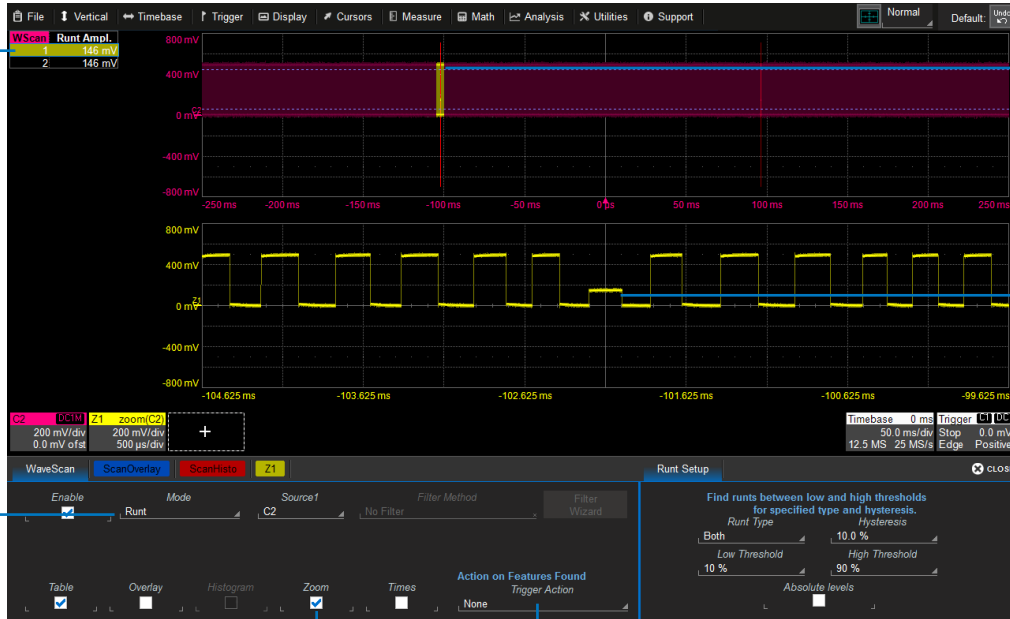 File Vertical Timebase Trigger Display Cursors Measure Math Analysis Utilities Support Normal Default: Undo
WScan Runt Ampl.
1 146 mV
2 146 mV
800 mV
400 mV
C2
0 mV
-400 mV
-800 mV
-250 ms -200 ms -150 ms -100 ms -50 ms 0 µs 50 ms 100 ms 150 ms 200 ms 250 ms
800 mV
400 mV
Z1
0 mV
-400 mV
-800 mV
-104.625 ms -103.625 ms -102.625 ms -101.625 ms -100.625 ms -99.625 ms
C2 DC1M Z1 zoom(C2) Timebase 0 ms Trigger C1 DC
200 mV/div 200 mV/div + 50.0 ms/div Stop 0.0 mV
0.0 mV ofst 500 µs/div 12.5 MS 25 MS/s Edge Positive
WaveScan ScanOverlay ScanHisto Z1 Runt Setup CLOSE
Enable Mode Source1 Filter Method Filter Wizard
Runt C2 No Filter
Find runts between low and high thresholds
for specified type and hysteresis.
Runt Type Hysteresis
Both 10.0 %
Low Threshold High Threshold
10 % 90 %
Absolute levels
Action on Features Found
Table Overlay Histogram Zoom Times Trigger Action
None